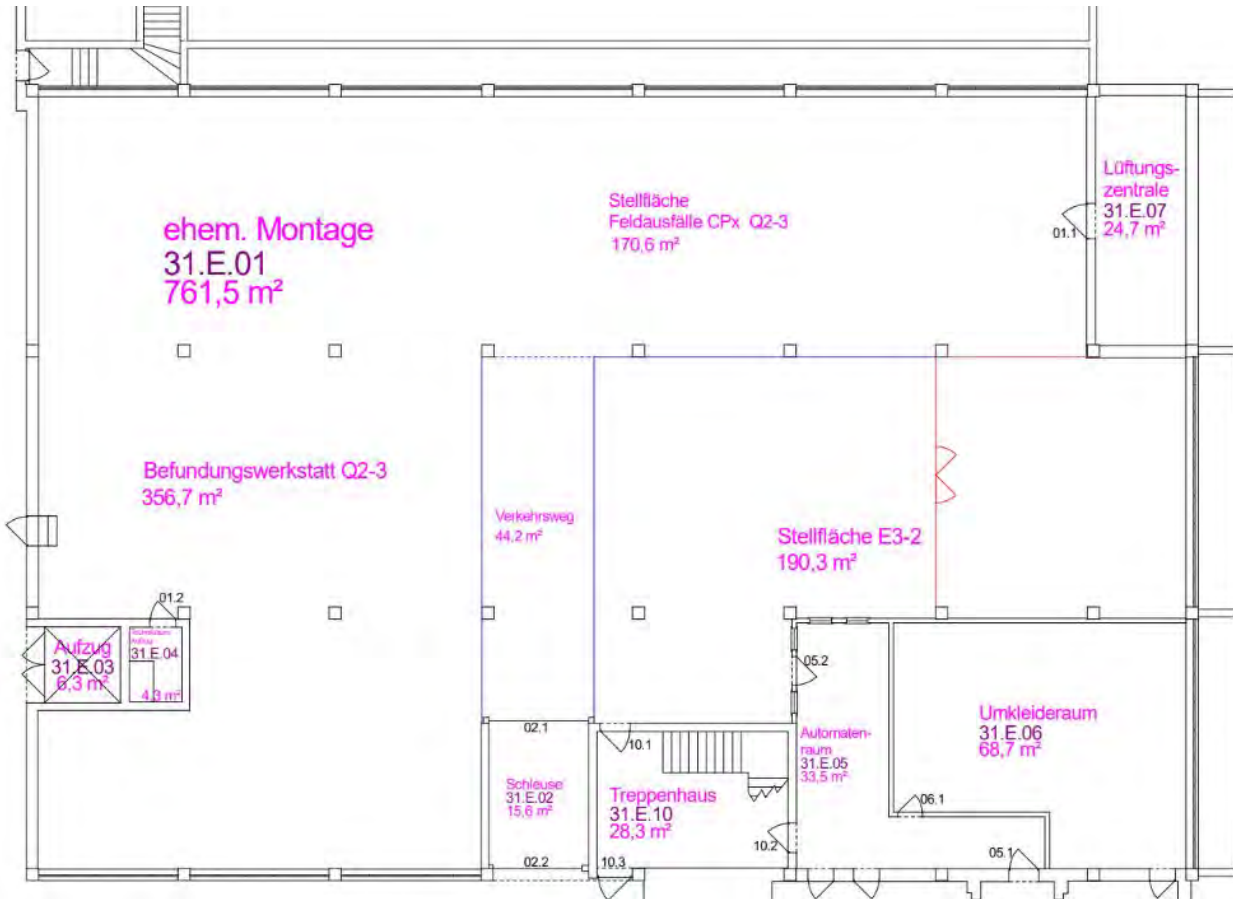 ehem. Montage
31.E.01
761,5 m²
Stellfläche
Feldausfälle CPx Q2-3
170,6 m²
Lüftungs-
zentrale
31.E.07
24,7 m²
01.1
Befundungswerkstatt Q2-3
356,7 m²
Verkehrsweg
44,2 m²
Stellfläche E3-2
190,3 m²
01.2
Aufzug
31.E.03
6,3 m²
Aufzug
31.E.04
4,3 m²
05.2
02.1
10.1
Schleuse
31.E.02
15,6 m²
Treppenhaus
31.E.10
28,3 m²
Automaten-
raum
31.E.05
33,5 m²
Umkleideraum
31.E.06
68,7 m²
06.1
10.2
05.1
02.2
10.3